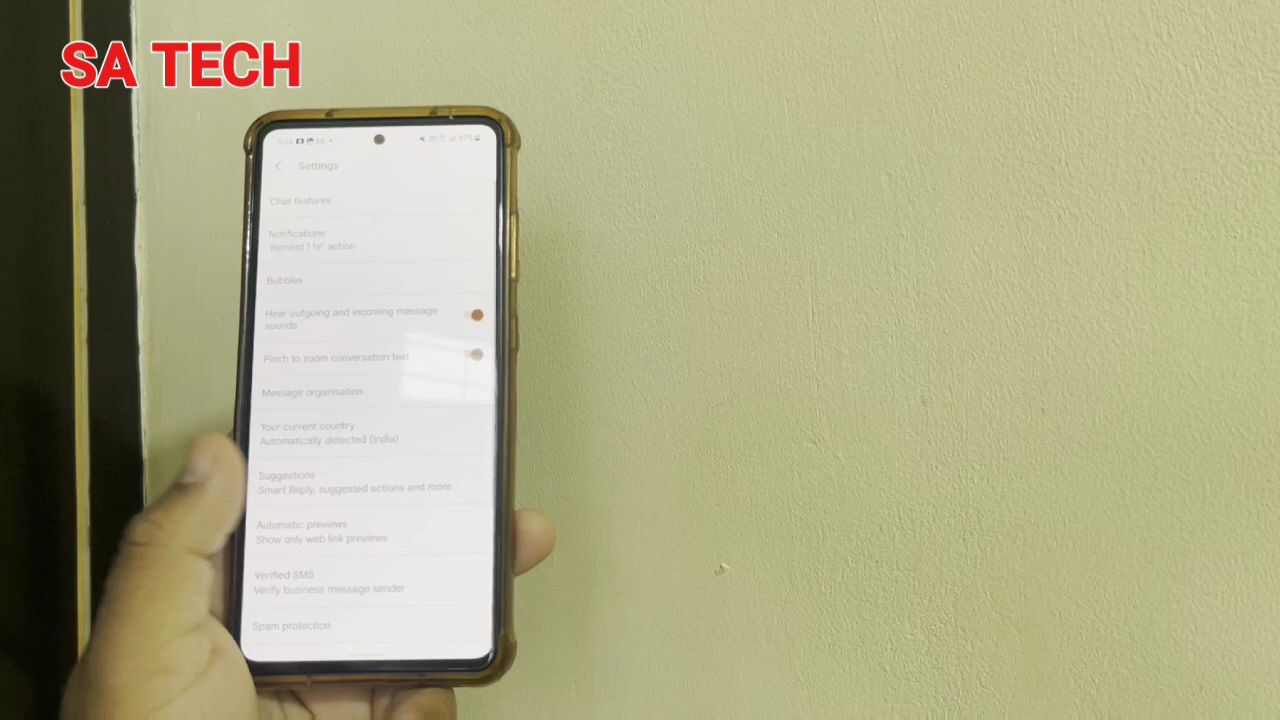 SA TECH
Settings
Chat features
Notifications
'Remind 1 hr' action
Bubbles
Hear outgoing and incoming message
sounds
Pinch to zoom conversation text
Message organisation
Your current country
Automatically detected (India)
Suggestions
Smart Reply, suggested actions and more
Automatic previews
Show only web link previews
Verified SMS
Verify business message sender
Spam protection